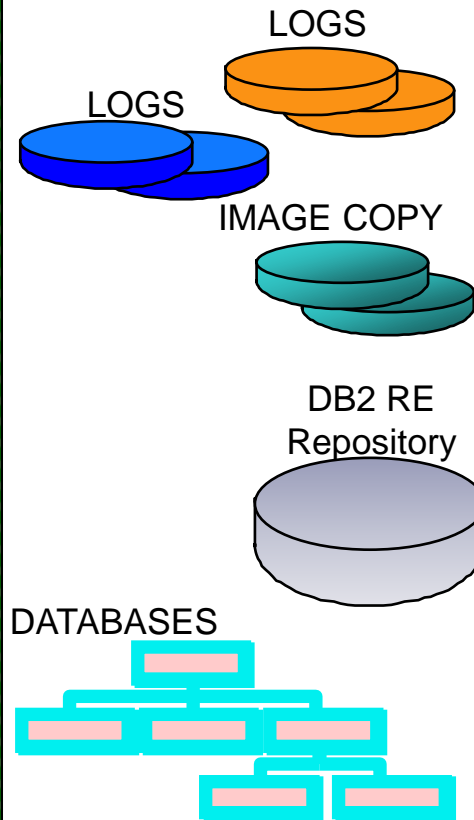 LOGS
LOGS
IMAGE COPY
DB2 RE
Repository
DATABASES